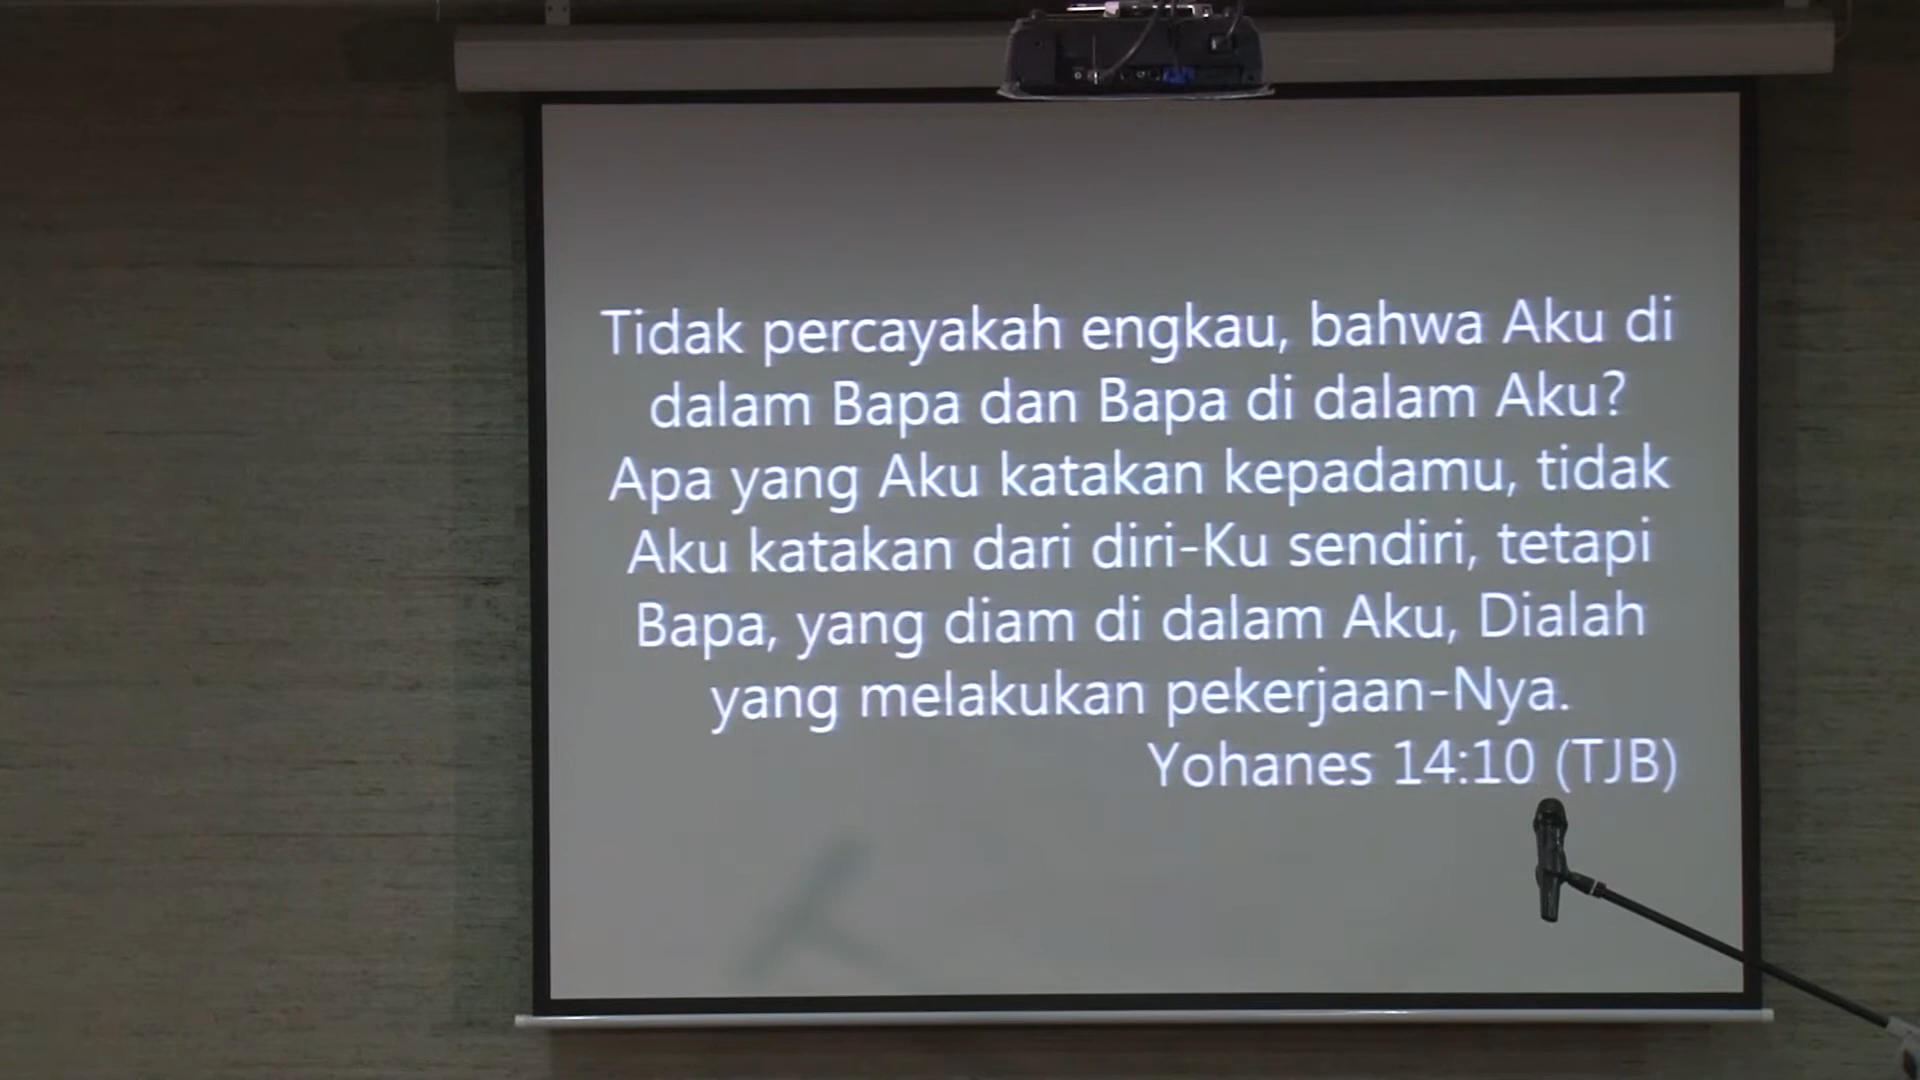 Tidak percayakah engkau, bahwa Aku di
dalam Bapa dan Bapa di dalam Aku?
Apa yang Aku katakan kepadamu, tidak
Aku katakan dari diri-Ku sendiri, tetapi
Bapa, yang diam di dalam Aku, Dialah
yang melakukan pekerjaan-Nya.
Yohanes 14:10 (TJB)